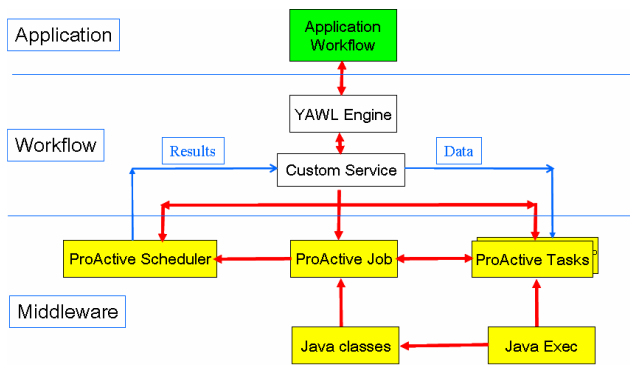 Application
Application
Workflow
YAWL Engine
Workflow
Results
Data
Custom Service
ProActive Scheduler
ProActive Job
ProActive Tasks
Middleware
Java classes
Java Exec